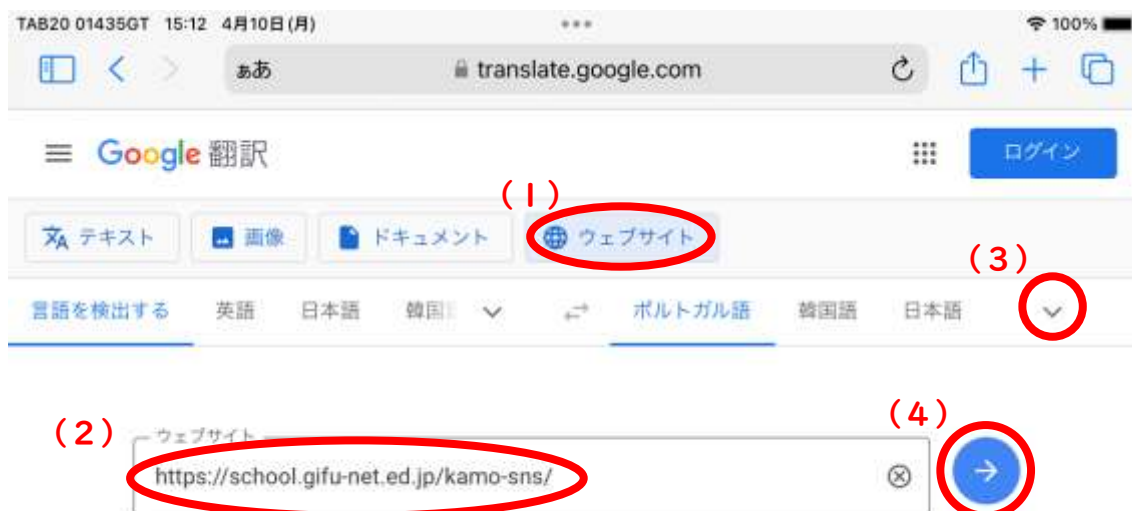 TAB20 01435GT 15:12 4月10日(月) 100%
ぁあ translate.google.com
Google 翻訳 ログイン
(1)
テキスト 画像 ドキュメント ウェブサイト
(3)
言語を検出する 英語 日本語 韓国 ポルトガル語 韓国語 日本語
(4)
(2) ウェブサイト
https://school.gifu-net.ed.jp/kamo-sns/